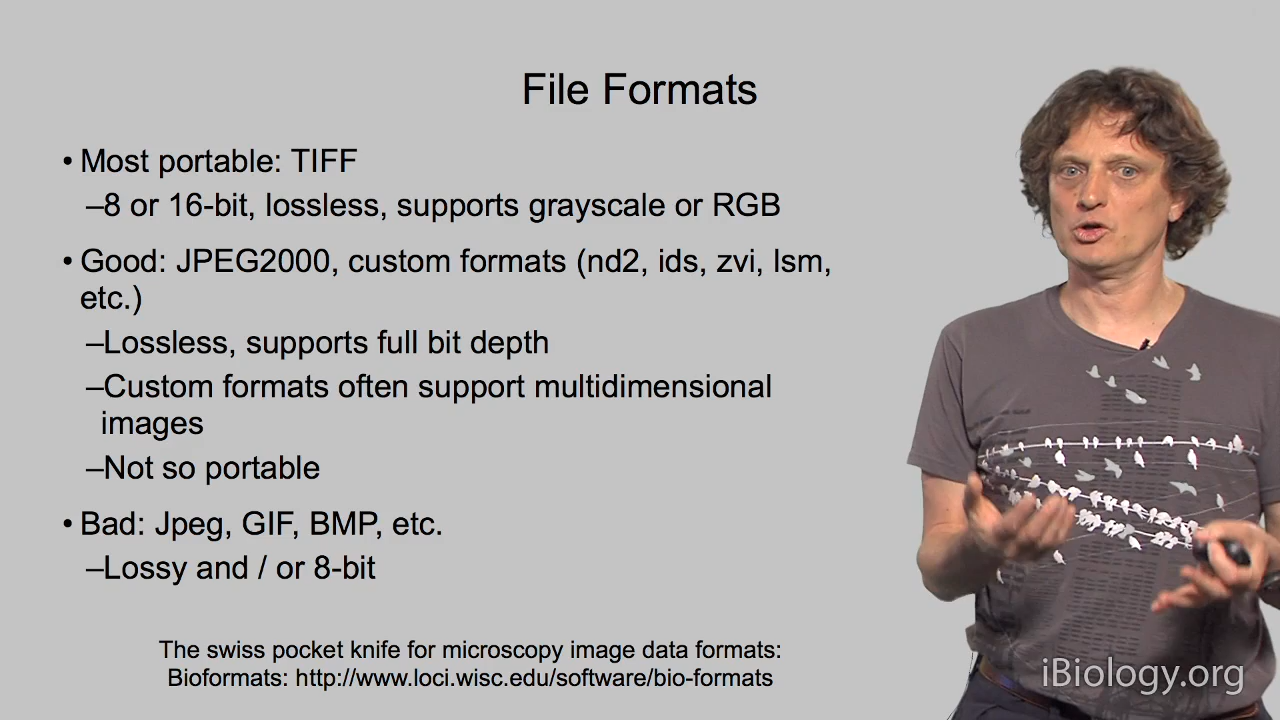 File Formats
• Most portable: TIFF
–8 or 16-bit, lossless, supports grayscale or RGB
• Good: JPEG2000, custom formats (nd2, ids, zvi, lsm,
etc.)
–Lossless, supports full bit depth
–Custom formats often support multidimensional
images
–Not so portable
• Bad: Jpeg, GIF, BMP, etc.
–Lossy and / or 8-bit
The swiss pocket knife for microscopy image data formats:
Bioformats: http://www.loci.wisc.edu/software/bio-formats
iBiology.org